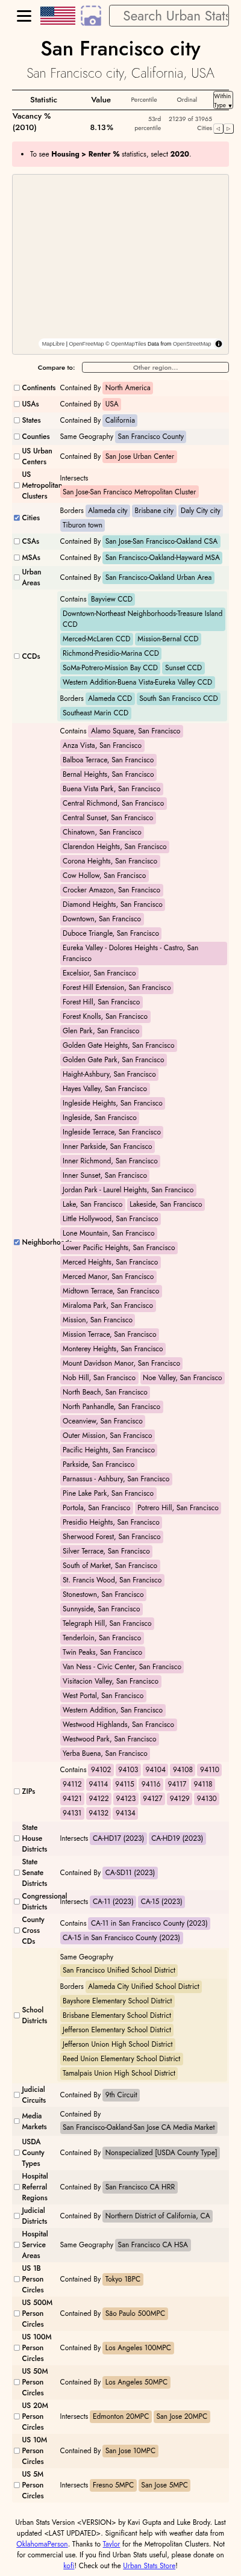 Search Urban Stats
San Francisco city
San Francisco city, California, USA
Statistic Value Percentile Ordinal Within Type ▼
Vacancy % (2010) 8.13% 53rd percentile 21239 of 31965 Cities ◁ ▷
• To see Housing > Renter % statistics, select 2020.
MapLibre | OpenFreeMap © OpenMapTiles Data from OpenStreetMap
Compare to: Other region...
Continents Contained By North America
USAs Contained By USA
States Contained By California
Counties Same Geography San Francisco County
US Urban Centers Contained By San Jose Urban Center
US Metropolitan Clusters Intersects
San Jose-San Francisco Metropolitan Cluster
Cities Borders Alameda city Brisbane city Daly City city
Tiburon town
CSAs Contained By San Jose-San Francisco-Oakland CSA
MSAs Contained By San Francisco-Oakland-Hayward MSA
Urban Areas Contained By San Francisco-Oakland Urban Area
CCDs Contains Bayview CCD
Downtown-Northeast Neighborhoods-Treasure Island CCD
Merced-McLaren CCD Mission-Bernal CCD
Richmond-Presidio-Marina CCD
SoMa-Potrero-Mission Bay CCD Sunset CCD
Western Addition-Buena Vista-Eureka Valley CCD
Borders Alameda CCD South San Francisco CCD
Southeast Marin CCD
Neighborhoods Contains Alamo Square, San Francisco
Anza Vista, San Francisco
Balboa Terrace, San Francisco
Bernal Heights, San Francisco
Buena Vista Park, San Francisco
Central Richmond, San Francisco
Central Sunset, San Francisco
Chinatown, San Francisco
Clarendon Heights, San Francisco
Corona Heights, San Francisco
Cow Hollow, San Francisco
Crocker Amazon, San Francisco
Diamond Heights, San Francisco
Downtown, San Francisco
Duboce Triangle, San Francisco
Eureka Valley - Dolores Heights - Castro, San Francisco
Excelsior, San Francisco
Forest Hill Extension, San Francisco
Forest Hill, San Francisco
Forest Knolls, San Francisco
Glen Park, San Francisco
Golden Gate Heights, San Francisco
Golden Gate Park, San Francisco
Haight-Ashbury, San Francisco
Hayes Valley, San Francisco
Ingleside Heights, San Francisco
Ingleside, San Francisco
Ingleside Terrace, San Francisco
Inner Parkside, San Francisco
Inner Richmond, San Francisco
Inner Sunset, San Francisco
Jordan Park - Laurel Heights, San Francisco
Lake, San Francisco Lakeside, San Francisco
Little Hollywood, San Francisco
Lone Mountain, San Francisco
Lower Pacific Heights, San Francisco
Merced Heights, San Francisco
Merced Manor, San Francisco
Midtown Terrace, San Francisco
Miraloma Park, San Francisco
Mission, San Francisco
Mission Terrace, San Francisco
Monterey Heights, San Francisco
Mount Davidson Manor, San Francisco
Nob Hill, San Francisco Noe Valley, San Francisco
North Beach, San Francisco
North Panhandle, San Francisco
Oceanview, San Francisco
Outer Mission, San Francisco
Pacific Heights, San Francisco
Parkside, San Francisco
Parnassus - Ashbury, San Francisco
Pine Lake Park, San Francisco
Portola, San Francisco Potrero Hill, San Francisco
Presidio Heights, San Francisco
Sherwood Forest, San Francisco
Silver Terrace, San Francisco
South of Market, San Francisco
St. Francis Wood, San Francisco
Stonestown, San Francisco
Sunnyside, San Francisco
Telegraph Hill, San Francisco
Tenderloin, San Francisco
Twin Peaks, San Francisco
Van Ness - Civic Center, San Francisco
Visitacion Valley, San Francisco
West Portal, San Francisco
Western Addition, San Francisco
Westwood Highlands, San Francisco
Westwood Park, San Francisco
Yerba Buena, San Francisco
ZIPs Contains 94102 94103 94104 94108 94110
94112 94114 94115 94116 94117 94118
94121 94122 94123 94127 94129 94130
94131 94132 94134
State House Districts Intersects CA-HD17 (2023) CA-HD19 (2023)
State Senate Districts Contained By CA-SD11 (2023)
Congressional Districts Intersects CA-11 (2023) CA-15 (2023)
County Cross CDs Contains CA-11 in San Francisco County (2023)
CA-15 in San Francisco County (2023)
School Districts Same Geography
San Francisco Unified School District
Borders Alameda City Unified School District
Bayshore Elementary School District
Brisbane Elementary School District
Jefferson Elementary School District
Jefferson Union High School District
Reed Union Elementary School District
Tamalpais Union High School District
Judicial Circuits Contained By 9th Circuit
Media Markets Contained By
San Francisco-Oakland-San Jose CA Media Market
USDA County Types Contained By Nonspecialized [USDA County Type]
Hospital Referral Regions Contained By San Francisco CA HRR
Judicial Districts Contained By Northern District of California, CA
Hospital Service Areas Same Geography San Francisco CA HSA
US 1B Person Circles Contained By Tokyo 1BPC
US 500M Person Circles Contained By São Paulo 500MPC
US 100M Person Circles Contained By Los Angeles 100MPC
US 50M Person Circles Contained By Los Angeles 50MPC
US 20M Person Circles Intersects Edmonton 20MPC San Jose 20MPC
US 10M Person Circles Contained By San Jose 10MPC
US 5M Person Circles Intersects Fresno 5MPC San Jose 5MPC
Urban Stats Version <VERSION> by Kavi Gupta and Luke Brody. Last
updated <LAST UPDATED>. Significant help with weather data from
OklahomaPerson. Thanks to Taylor for the Metropolitan Clusters. Not
for commercial use. If you find Urban Stats useful, please donate on
kofi! Check out the Urban Stats Store!